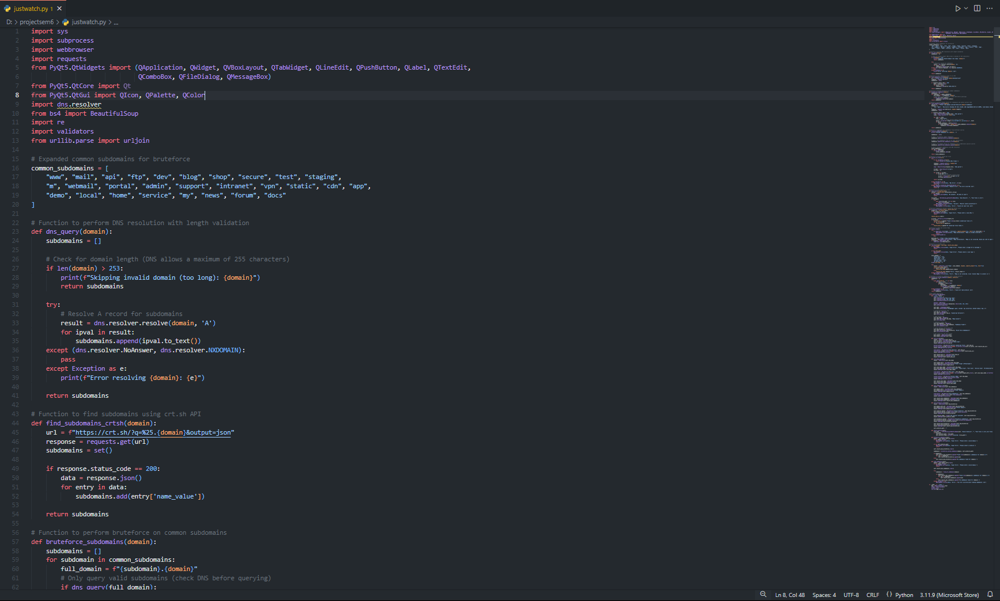 justwatch.py 1
D: > projectsem6 > justwatch.py > ...
1 import sys
2 import subprocess
3 import webbrowser
4 import requests
5 from PyQt5.QtWidgets import (QApplication, QWidget, QVBoxLayout, QTabWidget, QLineEdit, QPushButton, QLabel, QTextEdit,
6 QComboBox, QFileDialog, QMessageBox)
7 from PyQt5.QtCore import Qt
8 from PyQt5.QtGui import QIcon, QPalette, QColor
9 import dns.resolver
10 from bs4 import BeautifulSoup
11 import re
12 import validators
13 from urllib.parse import urljoin
14
15 # Expanded common subdomains for bruteforce
16 common_subdomains = [
17 "www", "mail", "api", "ftp", "dev", "blog", "shop", "secure", "test", "staging",
18 "m", "webmail", "portal", "admin", "support", "intranet", "vpn", "static", "cdn", "app",
19 "demo", "local", "home", "service", "my", "news", "forum", "docs"
20 ]
21
22 # Function to perform DNS resolution with length validation
23 def dns_query(domain):
24 subdomains = []
25
26 # Check for domain length (DNS allows a maximum of 255 characters)
27 if len(domain) > 253:
28 print(f"Skipping invalid domain (too long): {domain}")
29 return subdomains
30
31 try:
32 # Resolve A record for subdomains
33 result = dns.resolver.resolve(domain, 'A')
34 for ipval in result:
35 subdomains.append(ipval.to_text())
36 except (dns.resolver.NoAnswer, dns.resolver.NXDOMAIN):
37 pass
38 except Exception as e:
39 print(f"Error resolving {domain}: {e}")
40
41 return subdomains
42
43 # Function to find subdomains using crt.sh API
44 def find_subdomains_crtsh(domain):
45 url = f"https://crt.sh/?q=%25.{domain}&output=json"
46 response = requests.get(url)
47 subdomains = set()
48
49 if response.status_code == 200:
50 data = response.json()
51 for entry in data:
52 subdomains.add(entry['name_value'])
53
54 return subdomains
55
56 # Function to perform bruteforce on common subdomains
57 def bruteforce_subdomains(domain):
58 subdomains = []
59 for subdomain in common_subdomains:
60 full_domain = f"{subdomain}.{domain}"
61 # Only query valid subdomains (check DNS before querying)
62 if dns_query(full_domain):
Ln 8, Col 48 Spaces: 4 UTF-8 CRLF {} Python 3.11.9 (Microsoft Store)